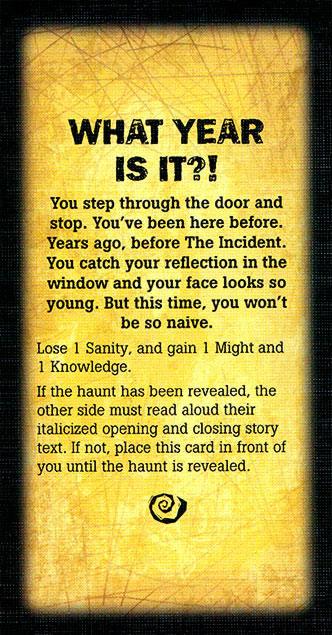 WHAT YEAR
IS IT?!
You step through the door and
stop. You've been here before.
Years ago, before The Incident.
You catch your reflection in the
window and your face looks so
young. But this time, you won't
be so naive.
Lose 1 Sanity, and gain 1 Might and
1 Knowledge.
If the haunt has been revealed, the
other side must read aloud their
italicized opening and closing story
text. If not, place this card in front of
you until the haunt is revealed.